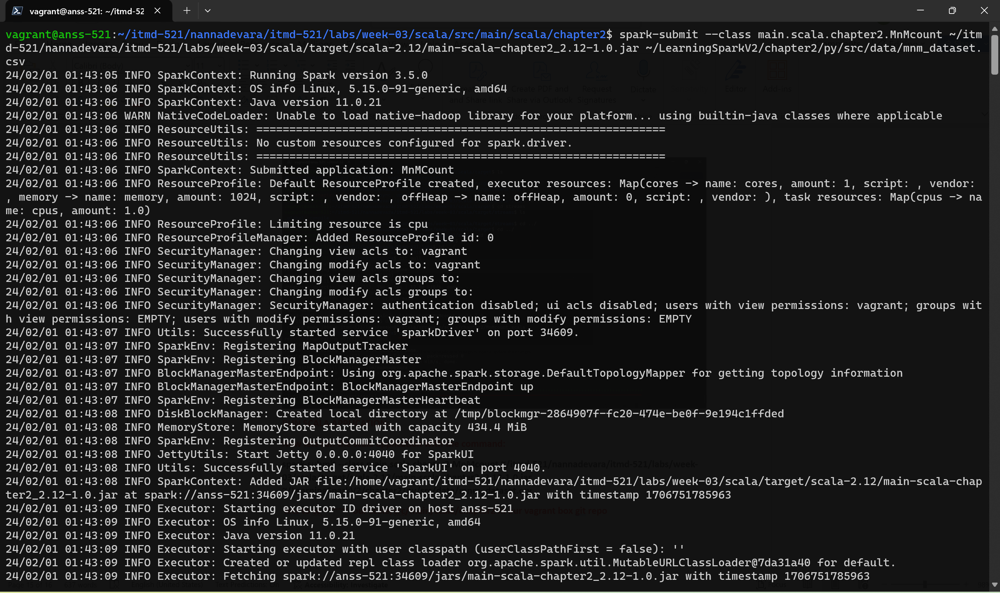 vagrant@anss-521: ~/itmd-52
vagrant@anss-521:~/itmd-521/nannadevara/itmd-521/labs/week-03/scala/src/main/scala/chapter2$ spark-submit --class main.scala.chapter2.MnMcount ~/itm
d-521/nannadevara/itmd-521/labs/week-03/scala/target/scala-2.12/main-scala-chapter2_2.12-1.0.jar ~/LearningSparkV2/chapter2/py/src/data/mnm_dataset.
csv
24/02/01 01:43:05 INFO SparkContext: Running Spark version 3.5.0
24/02/01 01:43:06 INFO SparkContext: OS info Linux, 5.15.0-91-generic, amd64
24/02/01 01:43:06 INFO SparkContext: Java version 11.0.21
24/02/01 01:43:06 WARN NativeCodeLoader: Unable to load native-hadoop library for your platform... using builtin-java classes where applicable
24/02/01 01:43:06 INFO ResourceUtils: ==============================================================
24/02/01 01:43:06 INFO ResourceUtils: No custom resources configured for spark.driver.
24/02/01 01:43:06 INFO ResourceUtils: ==============================================================
24/02/01 01:43:06 INFO SparkContext: Submitted application: MnMCount
24/02/01 01:43:06 INFO ResourceProfile: Default ResourceProfile created, executor resources: Map(cores -> name: cores, amount: 1, script: , vendor:
, memory -> name: memory, amount: 1024, script: , vendor: , offHeap -> name: offHeap, amount: 0, script: , vendor: ), task resources: Map(cpus -> na
me: cpus, amount: 1.0)
24/02/01 01:43:06 INFO ResourceProfile: Limiting resource is cpu
24/02/01 01:43:06 INFO ResourceProfileManager: Added ResourceProfile id: 0
24/02/01 01:43:06 INFO SecurityManager: Changing view acls to: vagrant
24/02/01 01:43:06 INFO SecurityManager: Changing modify acls to: vagrant
24/02/01 01:43:06 INFO SecurityManager: Changing view acls groups to:
24/02/01 01:43:06 INFO SecurityManager: Changing modify acls groups to:
24/02/01 01:43:06 INFO SecurityManager: SecurityManager: authentication disabled; ui acls disabled; users with view permissions: vagrant; groups wit
h view permissions: EMPTY; users with modify permissions: vagrant; groups with modify permissions: EMPTY
24/02/01 01:43:07 INFO Utils: Successfully started service 'sparkDriver' on port 34609.
24/02/01 01:43:07 INFO SparkEnv: Registering MapOutputTracker
24/02/01 01:43:07 INFO SparkEnv: Registering BlockManagerMaster
24/02/01 01:43:07 INFO BlockManagerMasterEndpoint: Using org.apache.spark.storage.DefaultTopologyMapper for getting topology information
24/02/01 01:43:07 INFO BlockManagerMasterEndpoint: BlockManagerMasterEndpoint up
24/02/01 01:43:07 INFO SparkEnv: Registering BlockManagerMasterHeartbeat
24/02/01 01:43:08 INFO DiskBlockManager: Created local directory at /tmp/blockmgr-2864907f-fc20-474e-be0f-9e194c1ffded
24/02/01 01:43:08 INFO MemoryStore: MemoryStore started with capacity 434.4 MiB
24/02/01 01:43:08 INFO SparkEnv: Registering OutputCommitCoordinator
24/02/01 01:43:08 INFO JettyUtils: Start Jetty 0.0.0.0:4040 for SparkUI
24/02/01 01:43:08 INFO Utils: Successfully started service 'SparkUI' on port 4040.
24/02/01 01:43:08 INFO SparkContext: Added JAR file:/home/vagrant/itmd-521/nannadevara/itmd-521/labs/week-03/scala/target/scala-2.12/main-scala-chap
ter2_2.12-1.0.jar at spark://anss-521:34609/jars/main-scala-chapter2_2.12-1.0.jar with timestamp 1706751785963
24/02/01 01:43:09 INFO Executor: Starting executor ID driver on host anss-521
24/02/01 01:43:09 INFO Executor: OS info Linux, 5.15.0-91-generic, amd64
24/02/01 01:43:09 INFO Executor: Java version 11.0.21
24/02/01 01:43:09 INFO Executor: Starting executor with user classpath (userClassPathFirst = false): ''
24/02/01 01:43:09 INFO Executor: Created or updated repl class loader org.apache.spark.util.MutableURLClassLoader@7da31a40 for default.
24/02/01 01:43:09 INFO Executor: Fetching spark://anss-521:34609/jars/main-scala-chapter2_2.12-1.0.jar with timestamp 1706751785963